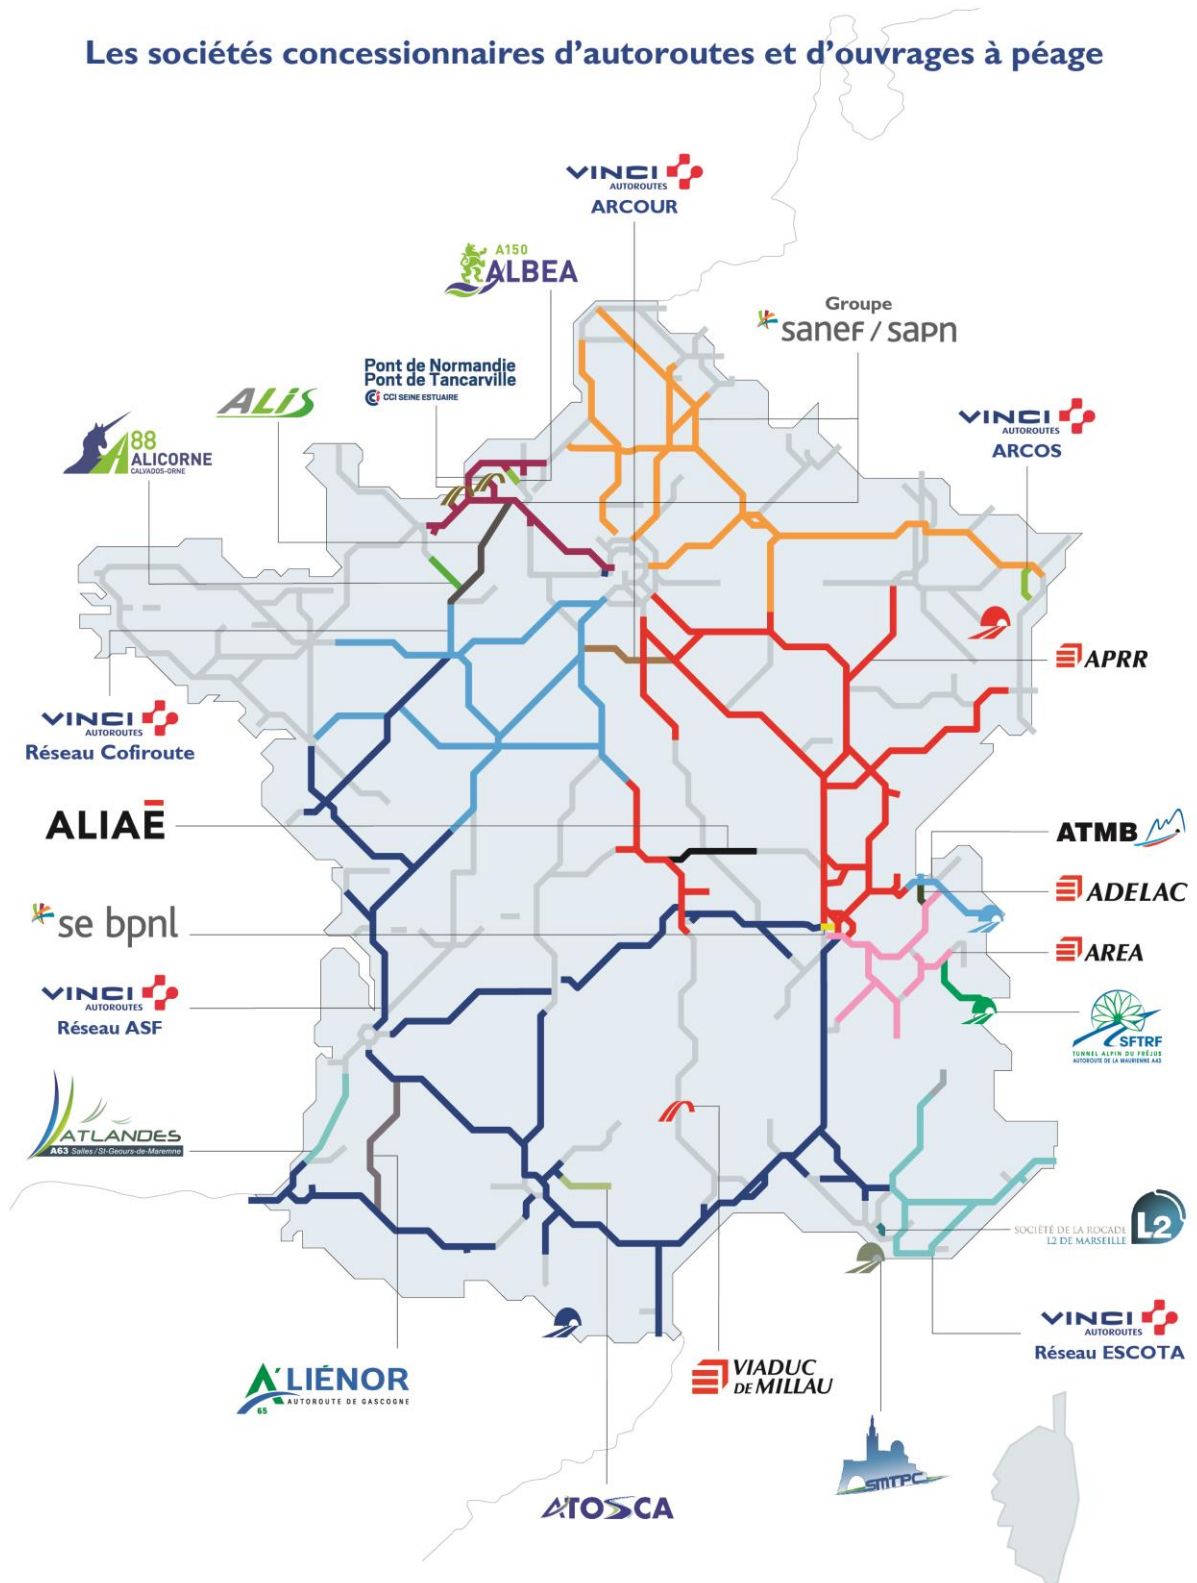 Les sociétés concessionnaires d'autoroutes et d'ouvrages à péage
VINCI
AUTOROUTES
ARCOUR
A150
ALBEA
Groupe
sanef / sapn
Pont de Normandie
Pont de Tancarville
CCI SEINE ESTUAIRE
ALiS
VINCI
AUTOROUTES
ARCOS
A88
ALICORNE
CALVADOS-ORNE
APRR
VINCI
AUTOROUTES
Réseau Cofiroute
ALIAĒ
ATMB
ADELAC
se bpnl
AREA
VINCI
AUTOROUTES
Réseau ASF
SFTRF
TUNNEL ALPIN DU FRÉJUS
AUTOROUTE DE LA MAURIENNE A43
ATLANDES
A63 Salles / St-Geours-de-Maremne
SOCIÉTÉ DE LA ROCADE
L2 DE MARSEILLE
L2
VINCI
AUTOROUTES
Réseau ESCOTA
A'LIÉNOR
AUTOROUTE DE GASCOGNE
65
VIADUC
DE MILLAU
SMTPC
ATOSCA